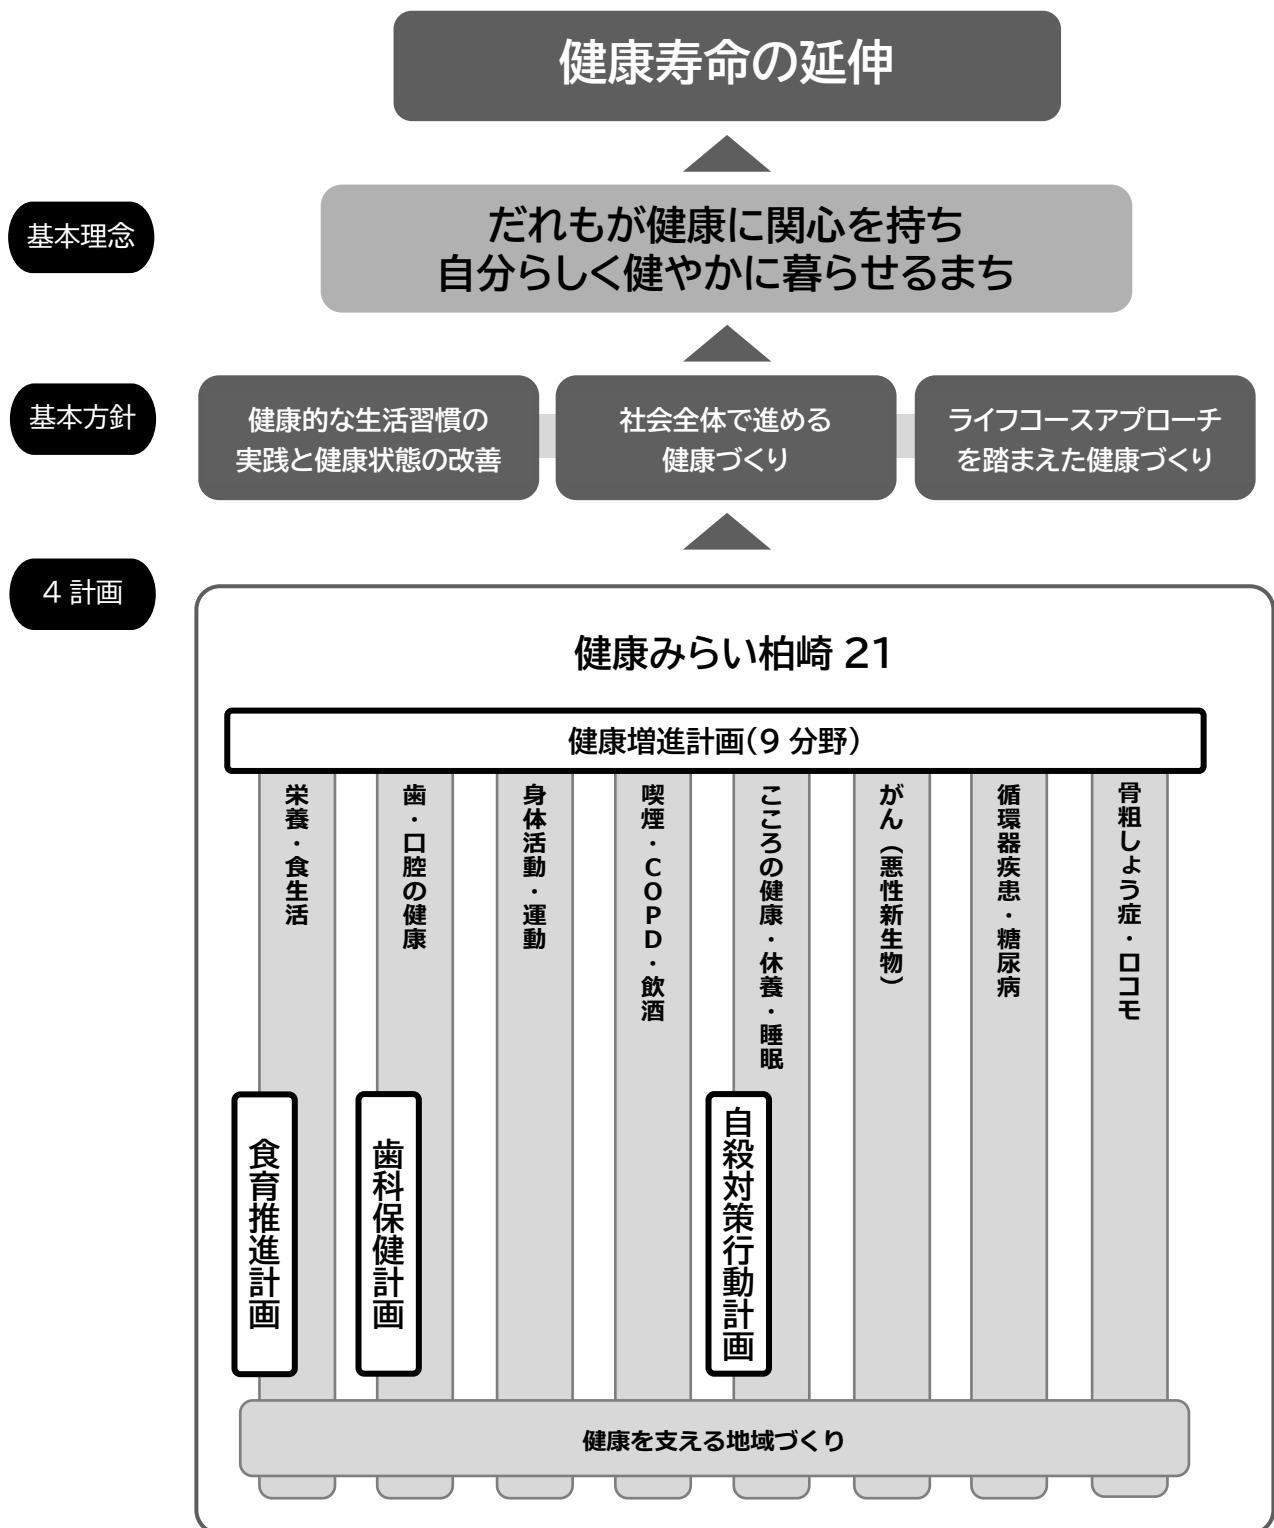 健康寿命の延伸
基本理念
だれもが健康に関心を持ち
自分らしく健やかに暮らせるまち
基本方針
健康的な生活習慣の
実践と健康状態の改善
社会全体で進める
健康づくり
ライフコースアプローチ
を踏まえた健康づくり
4 計画
健康みらい柏崎 21
健康増進計画(9 分野)
栄養・食生活
歯・口腔の健康
身体活動・運動
喫煙・COPD・飲酒
こころの健康・休養・睡眠
がん(悪性新生物)
循環器疾患・糖尿病
骨粗しょう症・ロコモ
食育推進計画
歯科保健計画
自殺対策行動計画
健康を支える地域づくり